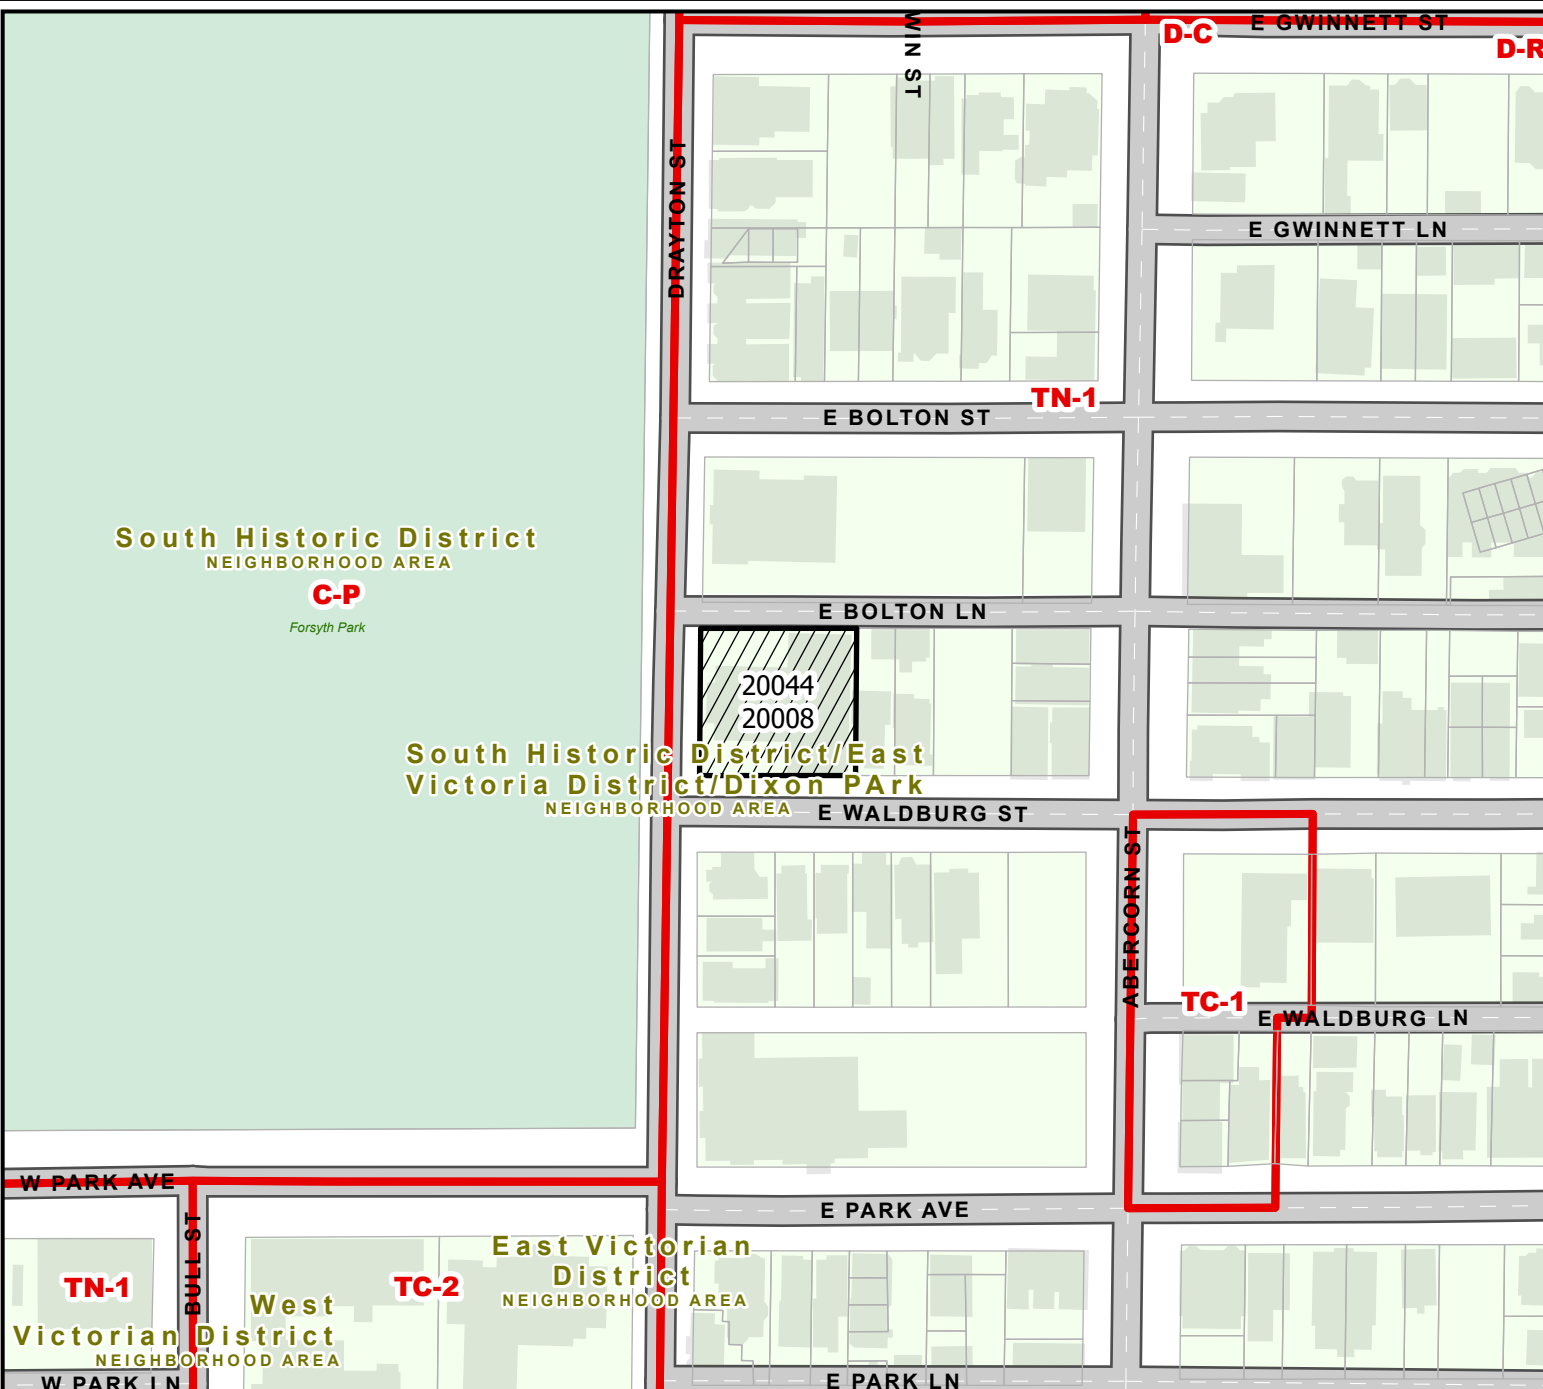 E GWINNETT ST
D-C
D-R
WIN ST
DRAYTON ST
E GWINNETT LN
TN-1
E BOLTON ST
South Historic District
NEIGHBORHOOD AREA
C-P
Forsyth Park
E BOLTON LN
20044
20008
South Historic District/East
Victoria District/Dixon PArk
NEIGHBORHOOD AREA
E WALDBURG ST
ABERCORN ST
TC-1
E WALDBURG LN
W PARK AVE
E PARK AVE
BULL ST
East Victorian
District
NEIGHBORHOOD AREA
TN-1
TC-2
West
Victorian District
NEIGHBORHOOD AREA
W PARK LN
E PARK LN